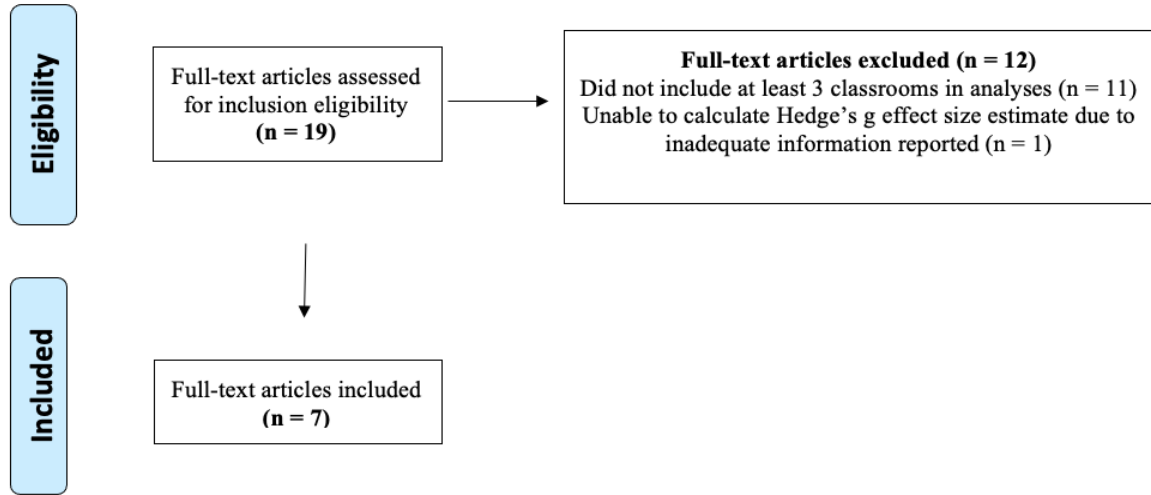 Eligibility
Full-text articles assessed
for inclusion eligibility
(n = 19)
Full-text articles excluded (n = 12)
Did not include at least 3 classrooms in analyses (n = 11)
Unable to calculate Hedge’s g effect size estimate due to
inadequate information reported (n = 1)
Included
Full-text articles included
(n = 7)